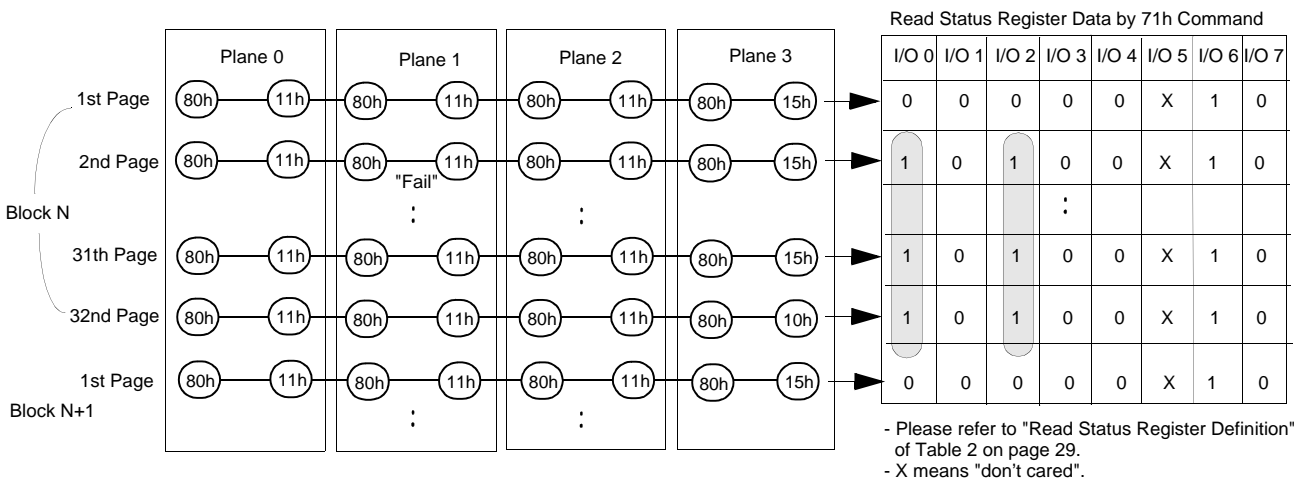 Read Status Register Data by 71h Command
Plane 0 Plane 1 Plane 2 Plane 3 I/O 0 I/O 1 I/O 2 I/O 3 I/O 4 I/O 5 I/O 6 I/O 7
1st Page 80h 11h 80h 11h 80h 11h 80h 15h 0 0 0 0 0 X 1 0
2nd Page 80h 11h 80h 11h 80h 11h 80h 15h 1 0 1 0 0 X 1 0
"Fail"
Block N : : :
31th Page 80h 11h 80h 11h 80h 11h 80h 15h 1 0 1 0 0 X 1 0
32nd Page 80h 11h 80h 11h 80h 11h 80h 10h 1 0 1 0 0 X 1 0
1st Page 80h 11h 80h 11h 80h 11h 80h 15h 0 0 0 0 0 X 1 0
Block N+1 : :
- Please refer to "Read Status Register Definition"
of Table 2 on page 29.
- X means "don't cared".